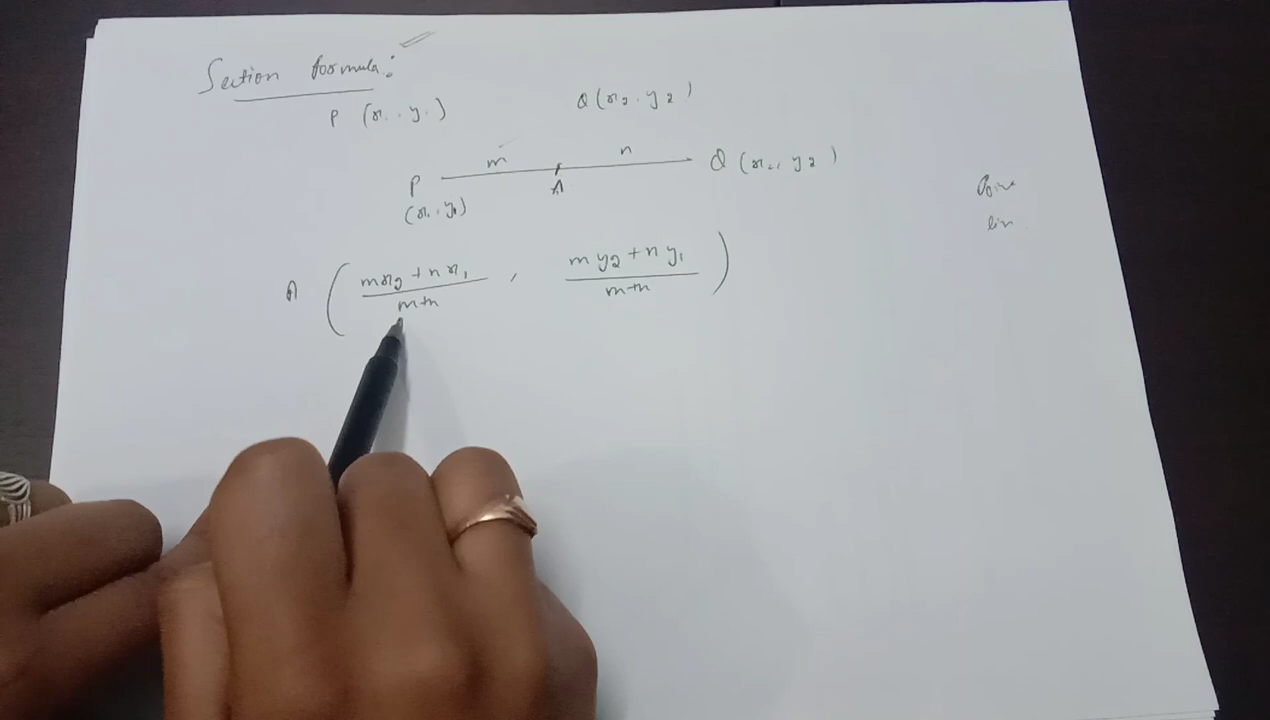 Section formula:
P (x₁, y₁) Q (x₂, y₂)
m n
P A Q (x₂, y₂)
(x₁, y₁)
A ( (mx₂ + nx₁)/(m+n) , (my₂ + ny₁)/(m+n) )